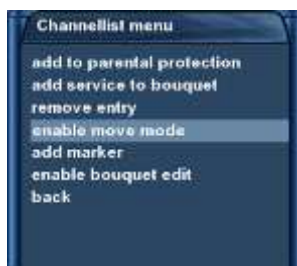 Channellist menu
add to parental protection
add service to bouquet
remove entry
enable move mode
add marker
enable bouquet edit
back